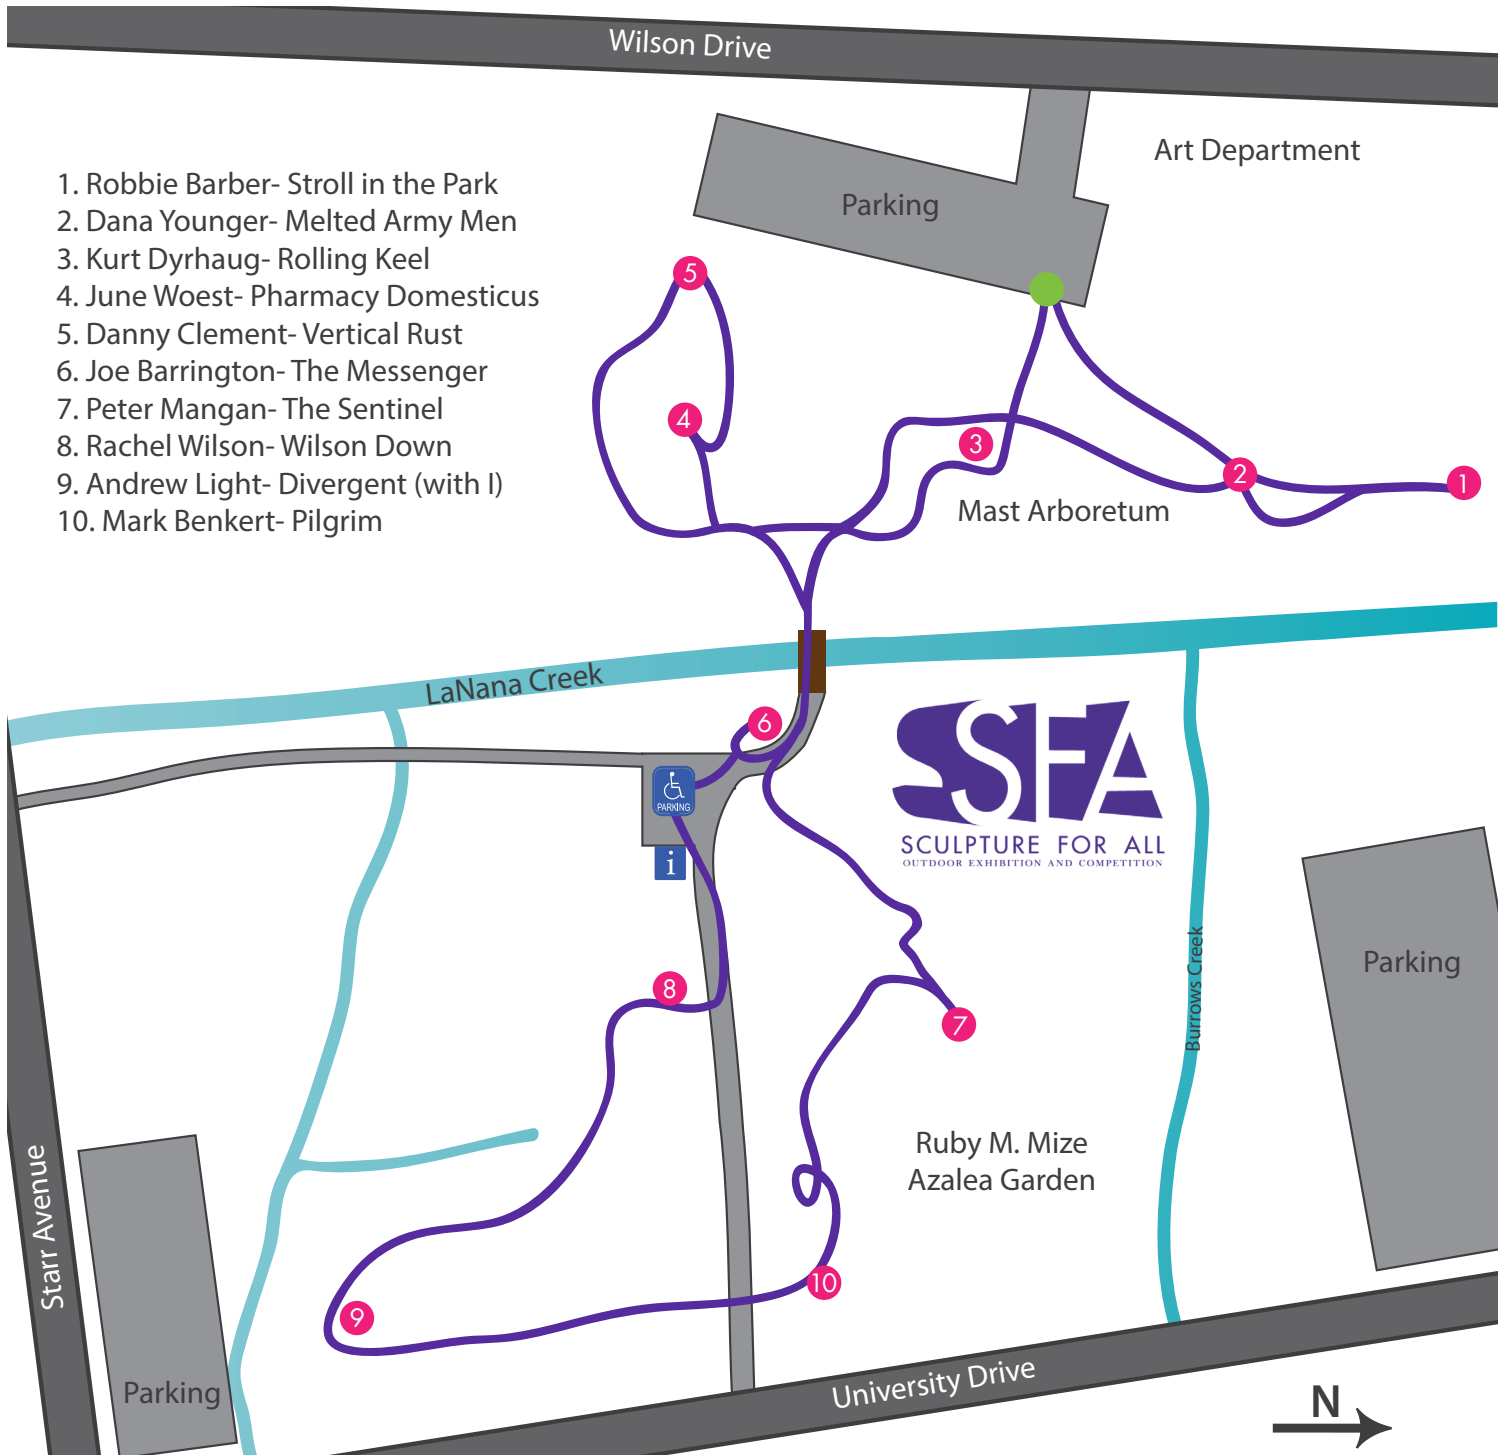 Wilson Drive
Art Department
Parking
1. Robbie Barber- Stroll in the Park
2. Dana Younger- Melted Army Men
3. Kurt Dyrhaug- Rolling Keel
4. June Woest- Pharmacy Domesticus
5. Danny Clement- Vertical Rust
6. Joe Barrington- The Messenger
7. Peter Mangan- The Sentinel
8. Rachel Wilson- Wilson Down
9. Andrew Light- Divergent (with I)
10. Mark Benkert- Pilgrim
5
4
3
2
1
Mast Arboretum
LaNana Creek
6
PARKING
i
SFA
SCULPTURE FOR ALL
OUTDOOR EXHIBITION AND COMPETITION
Burrows Creek
Parking
8
7
Ruby M. Mize
Azalea Garden
Starr Avenue
9
10
Parking
University Drive
N